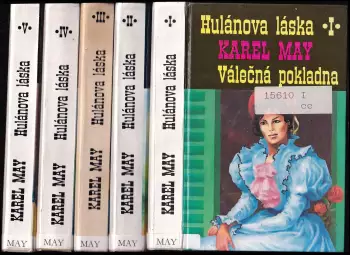 ·V·
Hulánova láska
KAREL MAY
MAY
·IV·
Hulánova láska
KAREL MAY
MAY
·III·
Hulánova láska
KAREL MAY
MAY
·II·
Hulánova láska
KAREL MAY
MAY
·I·
Hulánova láska
KAREL MAY
MAY
Hulánova láska ·I·
KAREL MAY
Válečná pokladna
15610 I
cc